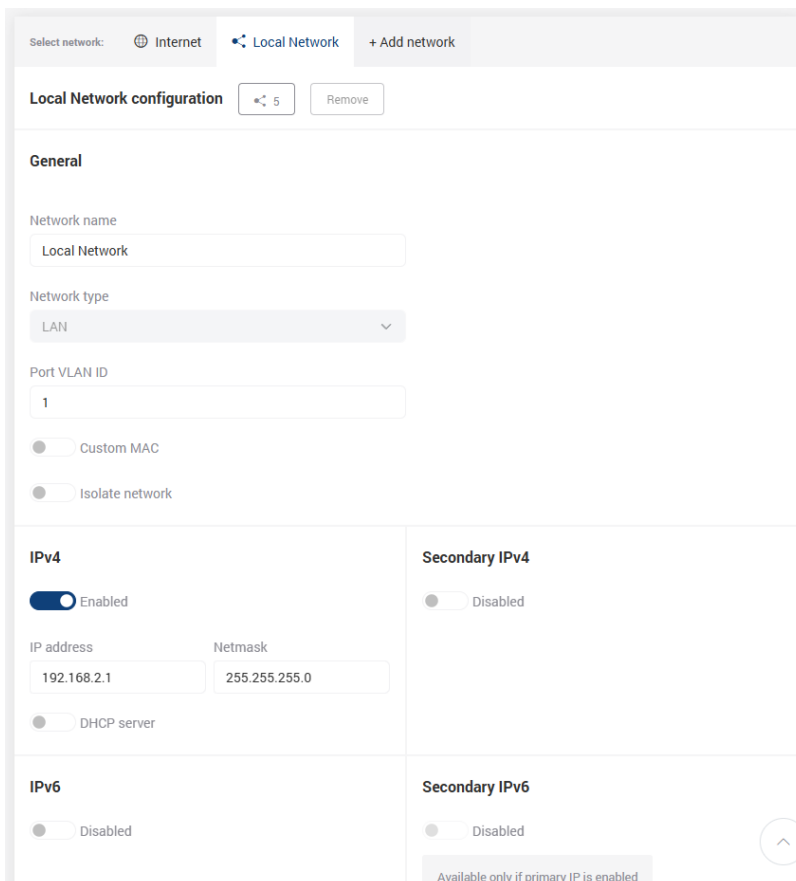 Select network: Internet Local Network + Add network
Local Network configuration 5 Remove
General
Network name
Local Network
Network type
LAN
Port VLAN ID
1
Custom MAC
Isolate network
IPv4 Secondary IPv4
Enabled Disabled
IP address Netmask
192.168.2.1 255.255.255.0
DHCP server
IPv6 Secondary IPv6
Disabled Disabled
Available only if primary IP is enabled